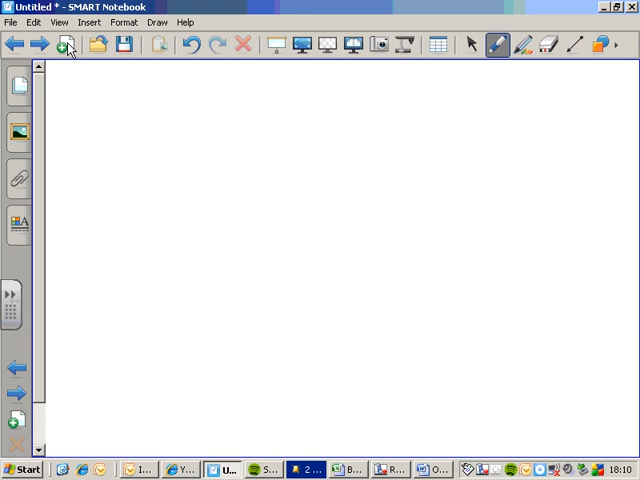 Untitled * - SMART Notebook
File Edit View Insert Format Draw Help
Start I... Y... U... S... 2 ... B... R... O... 18:10